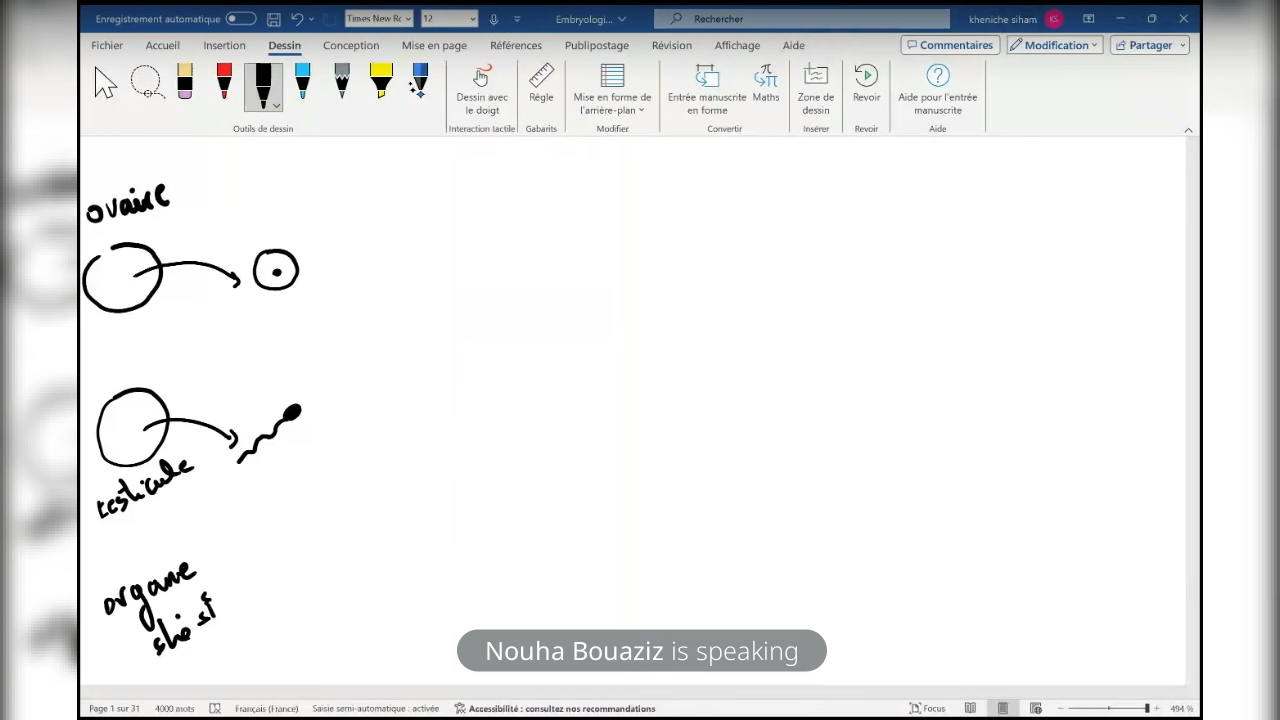 Enregistrement automatique
Times New Ro
12
Embryologi...
Rechercher
kheniche siham
KS
Fichier
Accueil
Insertion
Dessin
Conception
Mise en page
Références
Publipostage
Révision
Affichage
Aide
Commentaires
Modification
Partager
Dessin avec
le doigt
Règle
Mise en forme de
l'arrière-plan
Entrée manuscrite
en forme
Maths
Zone de
dessin
Revoir
Aide pour l'entrée
manuscrite
Outils de dessin
Interaction tactile
Gabarits
Modifier
Convertir
Insérer
Revoir
Aide
ovaire
testicule
organe
Nouha Bouaziz is speaking
Page 1 sur 31
4000 mots
Français (France)
Saisie semi-automatique : activée
Accessibilité : consultez nos recommandations
Focus
494 %